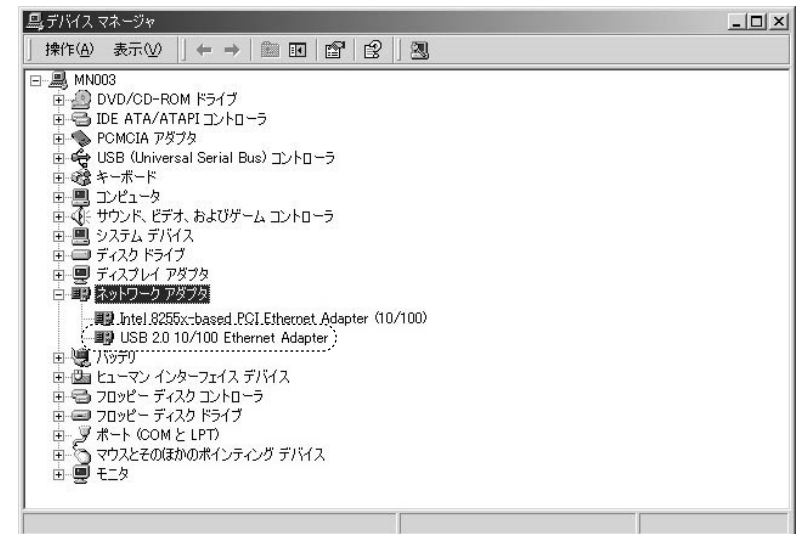 デバイス マネージャ
操作(A) 表示(V)
MN003
DVD/CD-ROM ドライブ
IDE ATA/ATAPI コントローラ
PCMCIA アダプタ
USB (Universal Serial Bus) コントローラ
キーボード
コンピュータ
サウンド、ビデオ、およびゲーム コントローラ
システム デバイス
ディスク ドライブ
ディスプレイ アダプタ
ネットワーク アダプタ
Intel 8255x-based PCI Ethernet Adapter (10/100)
USB 2.0 10/100 Ethernet Adapter
バッテリ
ヒューマン インターフェイス デバイス
フロッピー ディスク コントローラ
フロッピー ディスク ドライブ
ポート (COM と LPT)
マウスとそのほかのポインティング デバイス
モニタ